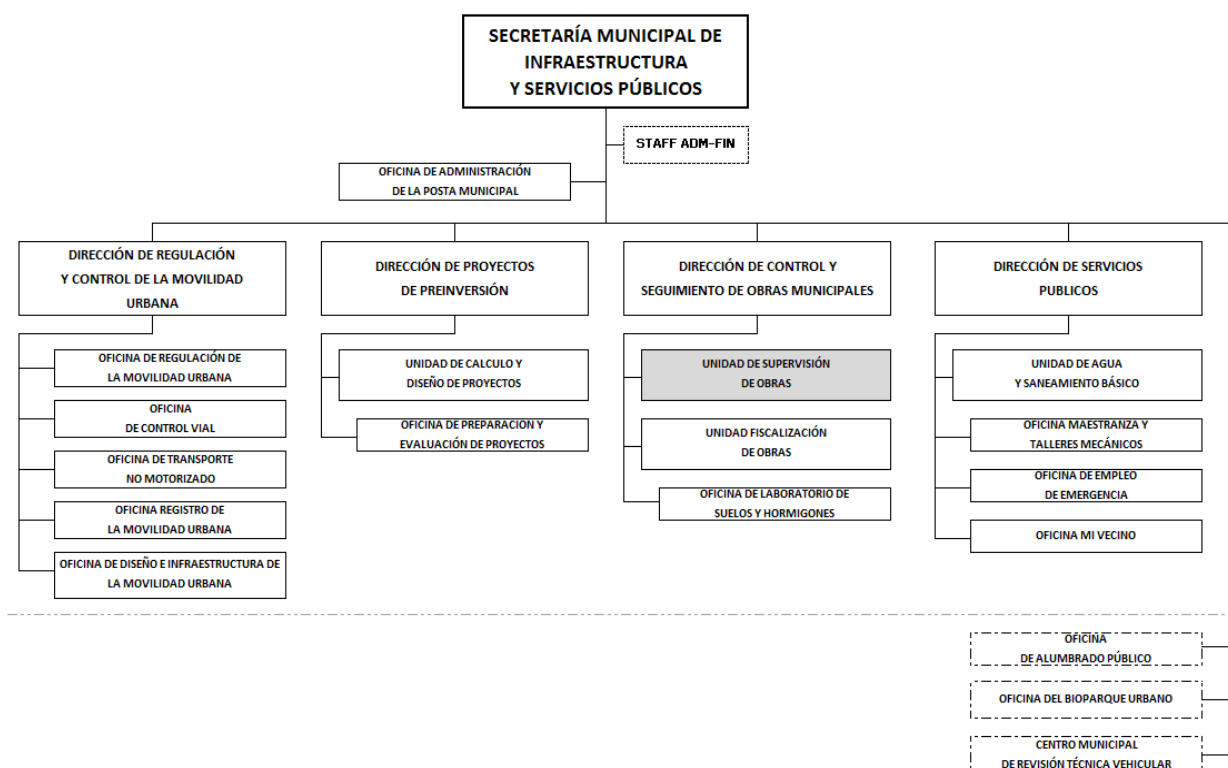 SECRETARÍA MUNICIPAL DE
INFRAESTRUCTURA
Y SERVICIOS PÚBLICOS
STAFF ADM-FIN
OFICINA DE ADMINISTRACIÓN
DE LA POSTA MUNICIPAL
DIRECCIÓN DE REGULACIÓN
Y CONTROL DE LA MOVILIDAD
URBANA
OFICINA DE REGULACIÓN DE
LA MOVILIDAD URBANA
OFICINA
DE CONTROL VIAL
OFICINA DE TRANSPORTE
NO MOTORIZADO
OFICINA REGISTRO DE
LA MOVILIDAD URBANA
OFICINA DE DISEÑO E INFRAESTRUCTURA DE
LA MOVILIDAD URBANA
DIRECCIÓN DE PROYECTOS
DE PREINVERSIÓN
UNIDAD DE CALCULO Y
DISEÑO DE PROYECTOS
OFICINA DE PREPARACION Y
EVALUACIÓN DE PROYECTOS
DIRECCIÓN DE CONTROL Y
SEGUIMIENTO DE OBRAS MUNICIPALES
UNIDAD DE SUPERVISIÓN
DE OBRAS
UNIDAD FISCALIZACIÓN
DE OBRAS
OFICINA DE LABORATORIO DE
SUELOS Y HORMIGONES
DIRECCIÓN DE SERVICIOS
PUBLICOS
UNIDAD DE AGUA
Y SANEAMIENTO BÁSICO
OFICINA MAESTRANZA Y
TALLERES MECÁNICOS
OFICINA DE EMPLEO
DE EMERGENCIA
OFICINA MI VECINO
OFICINA
DE ALUMBRADO PÚBLICO
OFICINA DEL BIOPARQUE URBANO
CENTRO MUNICIPAL
DE REVISIÓN TÉCNICA VEHICULAR